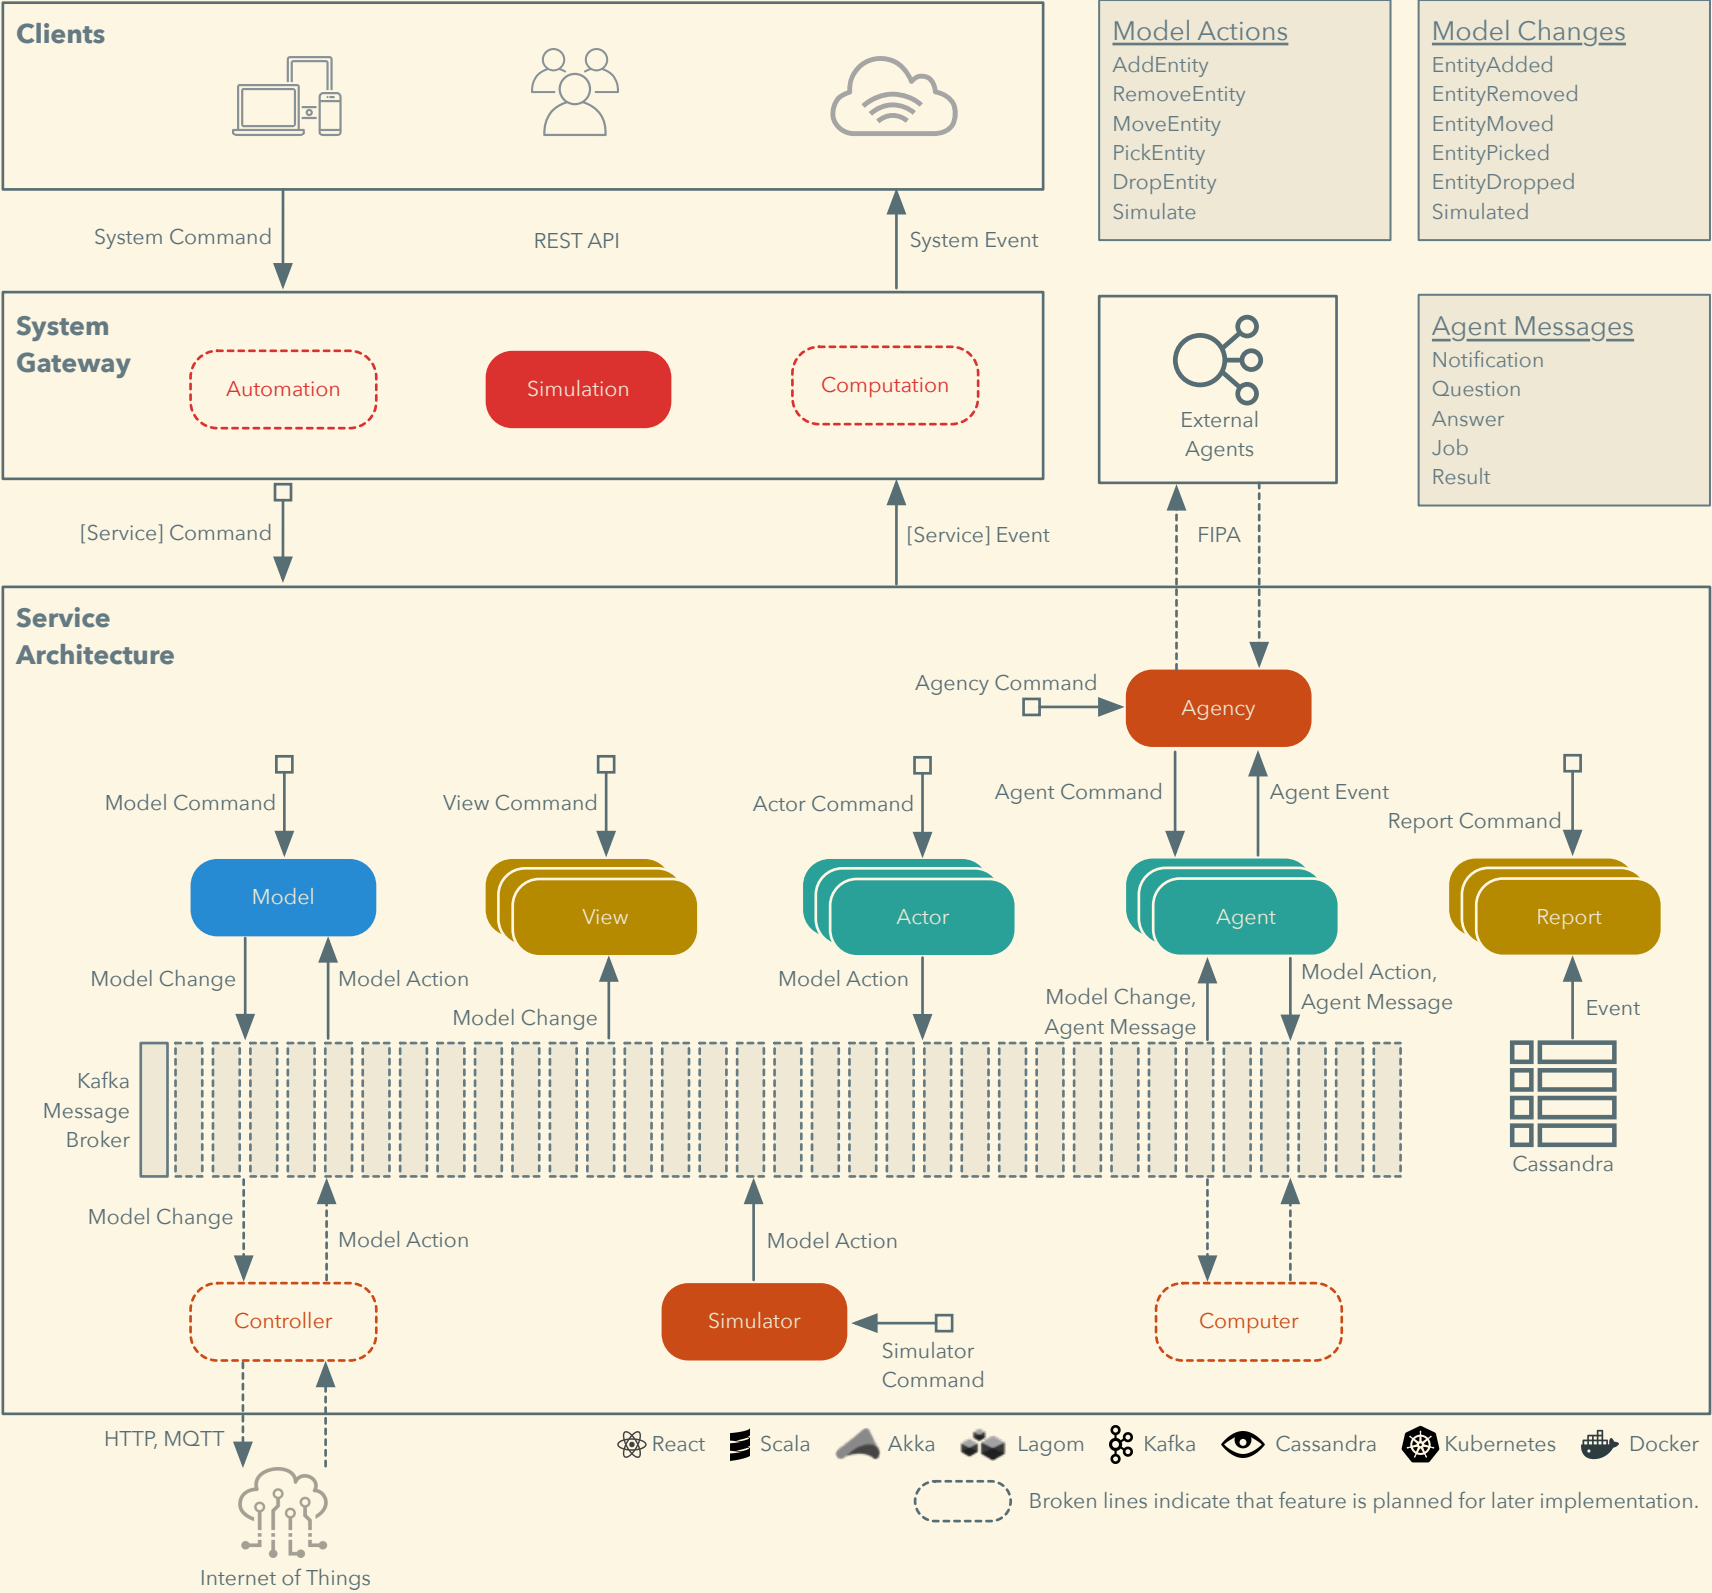 Clients
Model Actions
AddEntity
RemoveEntity
MoveEntity
PickEntity
DropEntity
Simulate
Model Changes
EntityAdded
EntityRemoved
EntityMoved
EntityPicked
EntityDropped
Simulated
System Command
REST API
System Event
System
Gateway
Automation
Simulation
Computation
External
Agents
Agent Messages
Notification
Question
Answer
Job
Result
[Service] Command
[Service] Event
FIPA
Service
Architecture
Agency Command
Agency
Model Command
View Command
Actor Command
Agent Command
Agent Event
Report Command
Model
View
Actor
Agent
Report
Model Change
Model Action
Model Change
Model Action
Model Change,
Agent Message
Model Action,
Agent Message
Event
Kafka
Message
Broker
Cassandra
Model Change
Model Action
Model Action
Controller
Simulator
Computer
Simulator
Command
HTTP, MQTT
React
Scala
Akka
Lagom
Kafka
Cassandra
Kubernetes
Docker
Broken lines indicate that feature is planned for later implementation.
Internet of Things